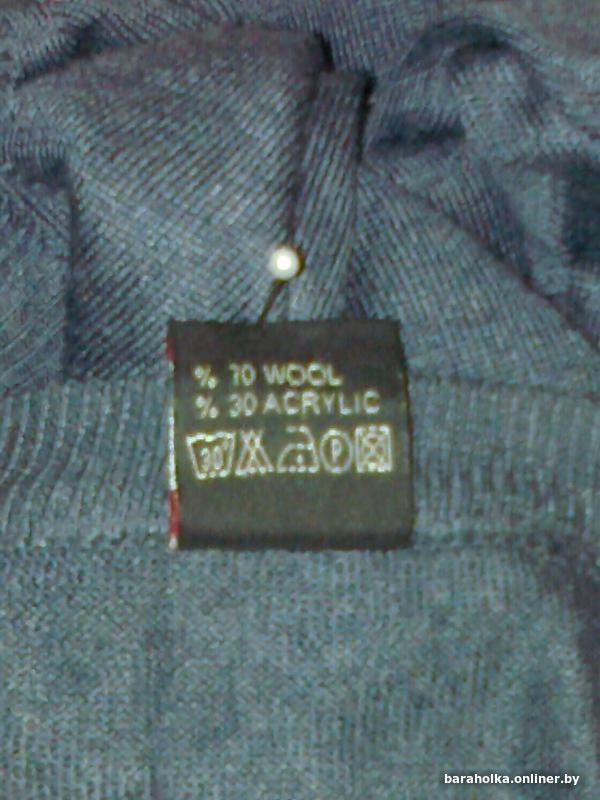 % 70 WOOL
% 30 ACRYLIC
30 P
baraholka.onliner.by